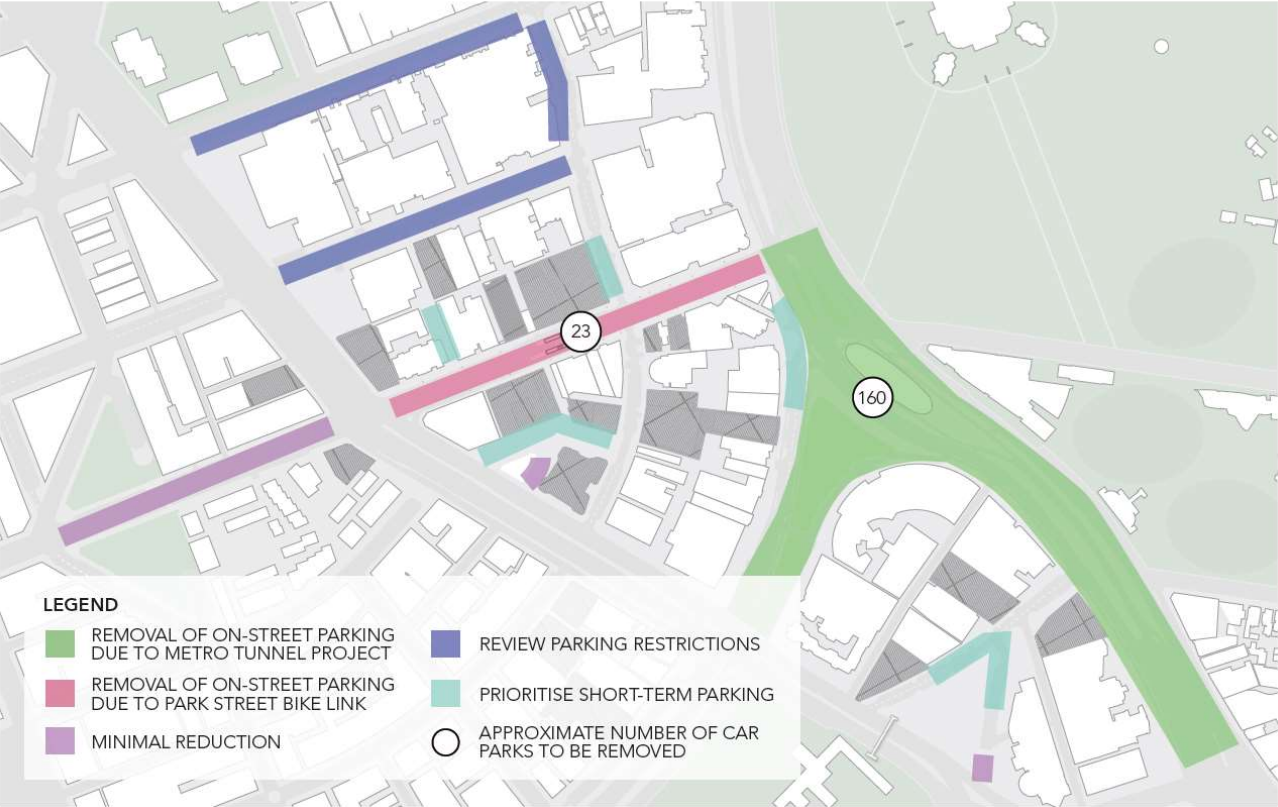 23
160
LEGEND
REMOVAL OF ON-STREET PARKING
DUE TO METRO TUNNEL PROJECT
REMOVAL OF ON-STREET PARKING
DUE TO PARK STREET BIKE LINK
MINIMAL REDUCTION
REVIEW PARKING RESTRICTIONS
PRIORITISE SHORT-TERM PARKING
APPROXIMATE NUMBER OF CAR
PARKS TO BE REMOVED